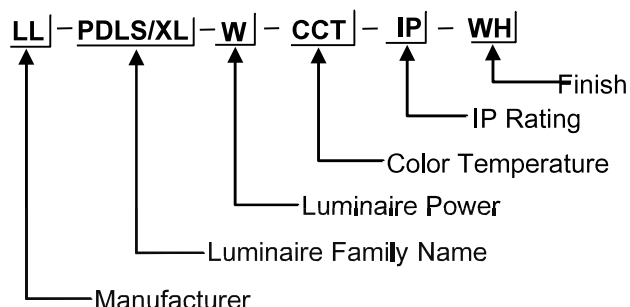 LL - PDLS/XL - W - CCT - IP - WH
Finish
IP Rating
Color Temperature
Luminaire Power
Luminaire Family Name
Manufacturer